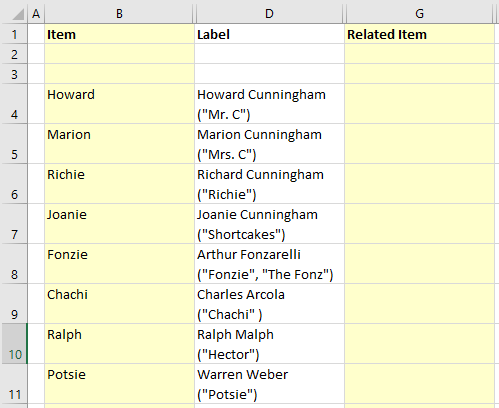 A B D G
1 Item Label Related Item
2
3
Howard Howard Cunningham
4 ("Mr. C")
Marion Marion Cunningham
5 ("Mrs. C")
Richie Richard Cunningham
6 ("Richie")
Joanie Joanie Cunningham
7 ("Shortcakes")
Fonzie Arthur Fonzarelli
8 ("Fonzie", "The Fonz")
Chachi Charles Arcola
9 ("Chachi" )
Ralph Ralph Malph
10 ("Hector")
Potsie Warren Weber
11 ("Potsie")